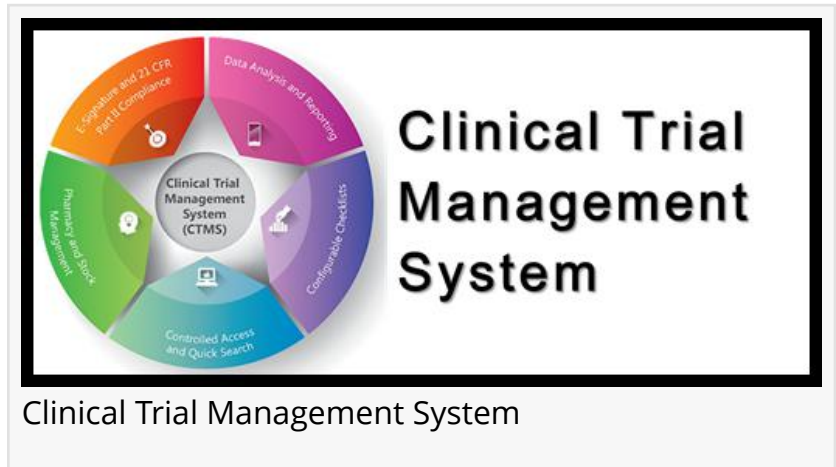 E-Signature and 21 CFR
Part II Compliance
Data Analysis and Reporting
Configurable Checklists
Controlled Access
and Quick Search
Pharmacy and Stock
Management
Clinical Trial
Management
System
(CTMS)
Clinical Trial
Management
System
Clinical Trial Management System